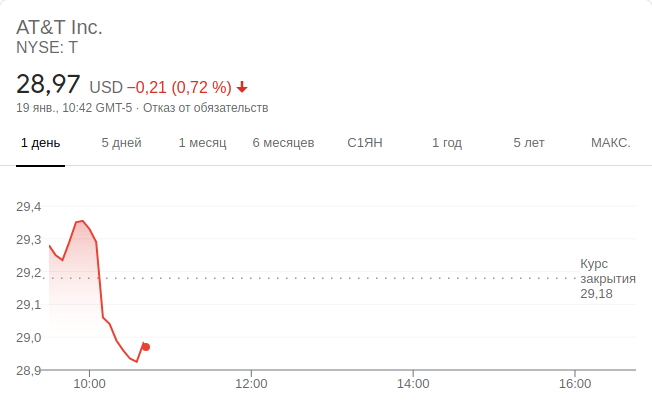 AT&T Inc.
NYSE: T
28,97 USD −0,21 (0,72 %)
19 янв., 10:42 GMT-5 · Отказ от обязательств
1 день 5 дней 1 месяц 6 месяцев С1ЯН 1 год 5 лет МАКС.
29,4
29,3
29,2
29,1
29,0
28,9
Курс
закрытия
29,18
10:00 12:00 14:00 16:00